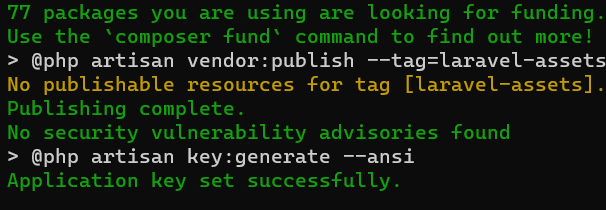 77 packages you are using are looking for funding.
Use the `composer fund` command to find out more!
> @php artisan vendor:publish --tag=laravel-assets
No publishable resources for tag [laravel-assets].
Publishing complete.
No security vulnerability advisories found
> @php artisan key:generate --ansi
Application key set successfully.